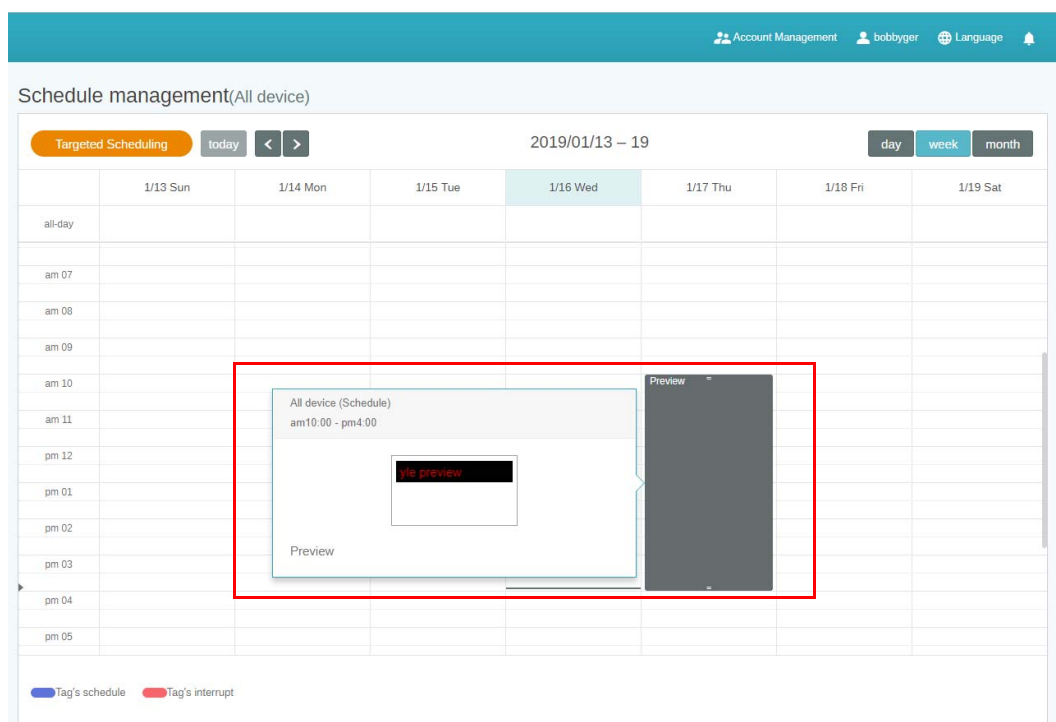 Account Management bobbyger Language
Schedule management(All device)
Targeted Scheduling today < > 2019/01/13 – 19 day week month
1/13 Sun 1/14 Mon 1/15 Tue 1/16 Wed 1/17 Thu 1/18 Fri 1/19 Sat
all-day
am 07
am 08
am 09
am 10
Preview =
All device (Schedule)
am10:00 - pm4:00
am 11
pm 12
yle preview
pm 01
pm 02
Preview
pm 03
=
pm 04
pm 05
Tag's schedule Tag's interrupt